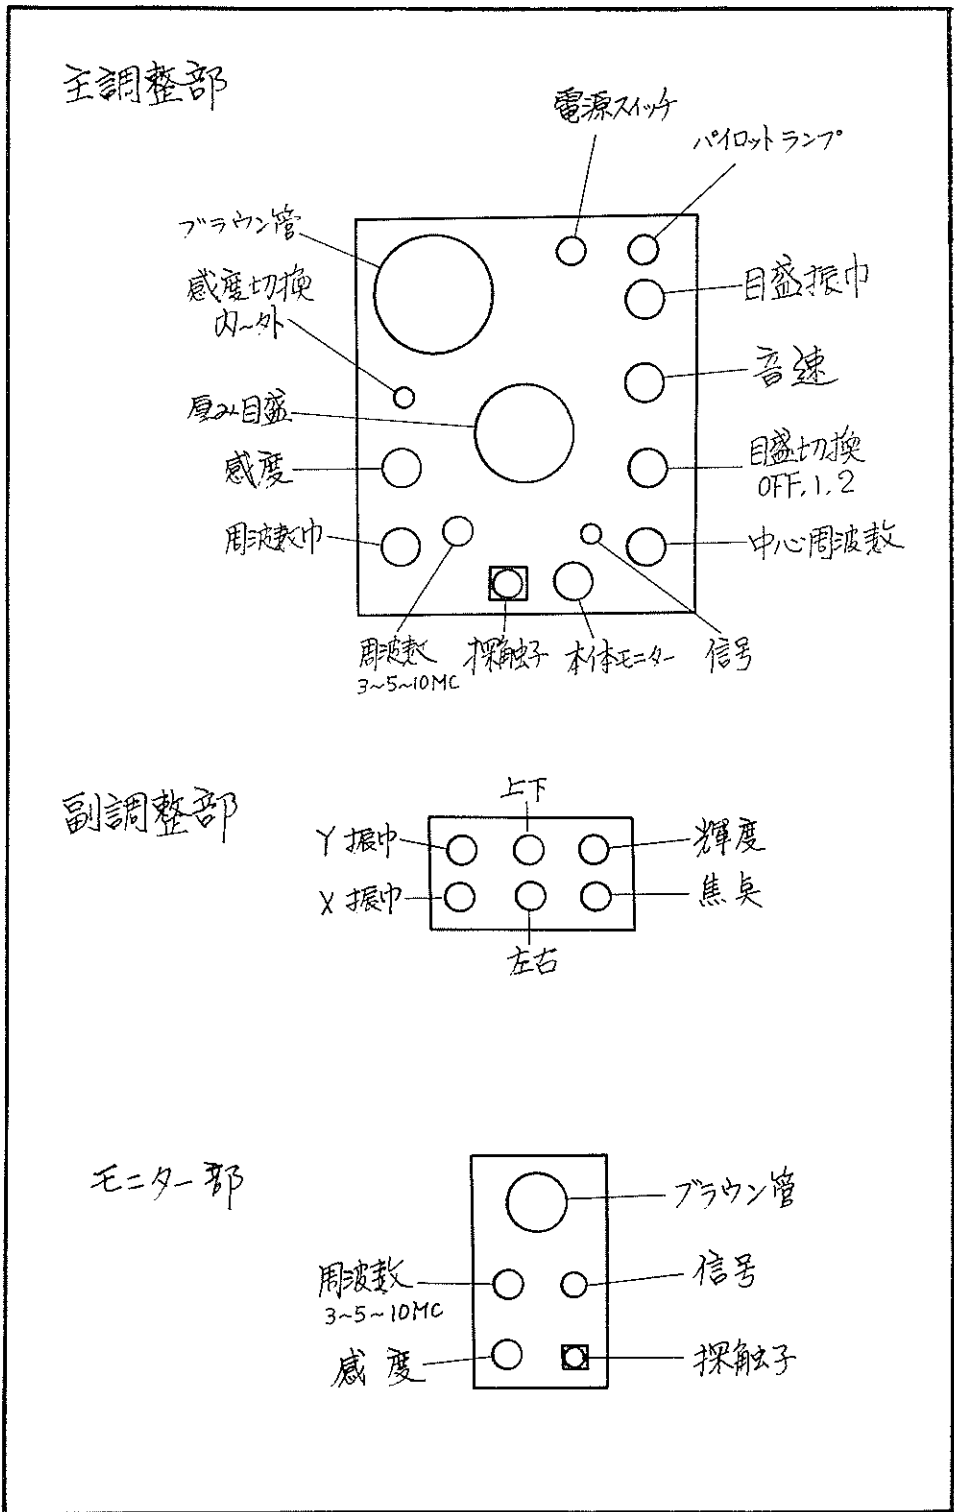 主調整部
電源スイッチ
パイロットランプ
ブラウン管
目盛振巾
感度切換
内~外
音速
厚み目盛
感度
目盛切換
OFF, 1, 2
周波数巾
中心周波数
周波数
3~5~10MC
探触子
本体モニター
信号
副調整部
上下
Y 振巾
輝度
X 振巾
焦点
左右
モニター部
ブラウン管
周波数
3~5~10MC
信号
感度
探触子